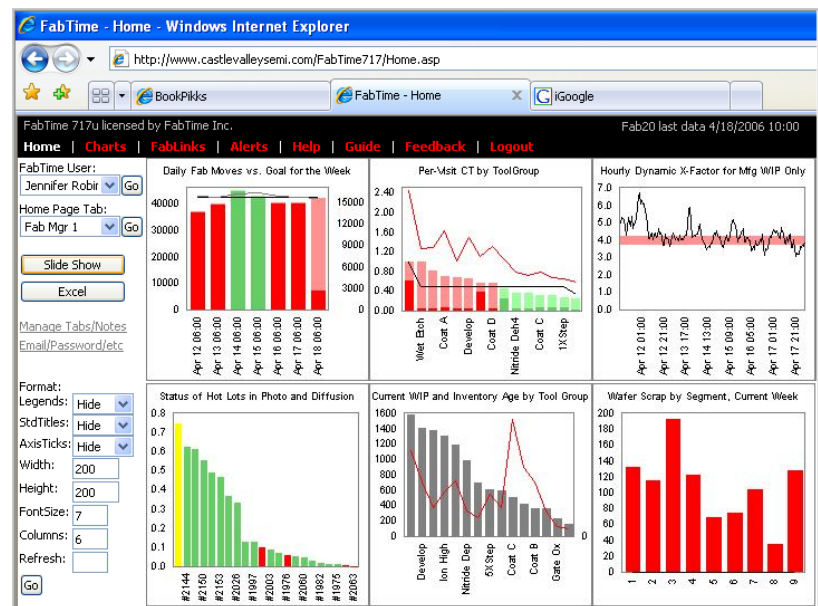 FabTime - Home - Windows Internet Explorer
http://www.castlevalleysemi.com/FabTime717/Home.asp
BookPikks
FabTime - Home
X
iGoogle
FabTime 717u licensed by FabTime Inc.
Fab20 last data 4/18/2006 10:00
Home | Charts | FabLinks | Alerts | Help | Guide | Feedback | Logout
FabTime User:
Jennifer Robir
Go
Home Page Tab:
Fab Mgr 1
Go
Slide Show
Excel
Manage Tabs/Notes
Email/Password/etc
Format:
Legends: Hide
StdTitles: Hide
AxisTicks: Hide
Width: 200
Height: 200
FontSize: 7
Columns: 6
Refresh:
Go
Daily Fab Moves vs. Goal for the Week
40000
30000
20000
10000
0
15000
12000
9000
6000
3000
0
Apr 12 06:00
Apr 13 06:00
Apr 14 06:00
Apr 15 06:00
Apr 16 06:00
Apr 17 06:00
Apr 18 06:00
Per-Visit CT by ToolGroup
2.40
2.00
1.60
1.20
0.80
0.40
0.00
Wet Etch
Coat A
Develop
Coat D
Nitride Deh4
Coat C
1X Step
Hourly Dynamic X-Factor for Mfg WIP Only
7.0
6.0
5.0
4.0
3.0
2.0
1.0
0.0
Apr 12 01:00
Apr 12 21:00
Apr 13 17:00
Apr 14 13:00
Apr 15 09:00
Apr 16 05:00
Apr 17 01:00
Apr 17 21:00
Status of Hot Lots in Photo and Diffusion
0.8
0.7
0.6
0.5
0.4
0.3
0.2
0.1
0.0
#2144
#2150
#2153
#2026
#1997
#2003
#1976
#2060
#1982
#1975
#2063
Current WIP and Inventory Age by Tool Group
1600
1400
1200
1000
800
600
400
200
0
0
Develop
Ion High
Nitride Dep
5X Step
Coat C
Coat B
Gate Ox
Wafer Scrap by Segment, Current Week
200
180
160
140
120
100
80
60
40
20
0
1
2
3
4
5
6
7
8
9